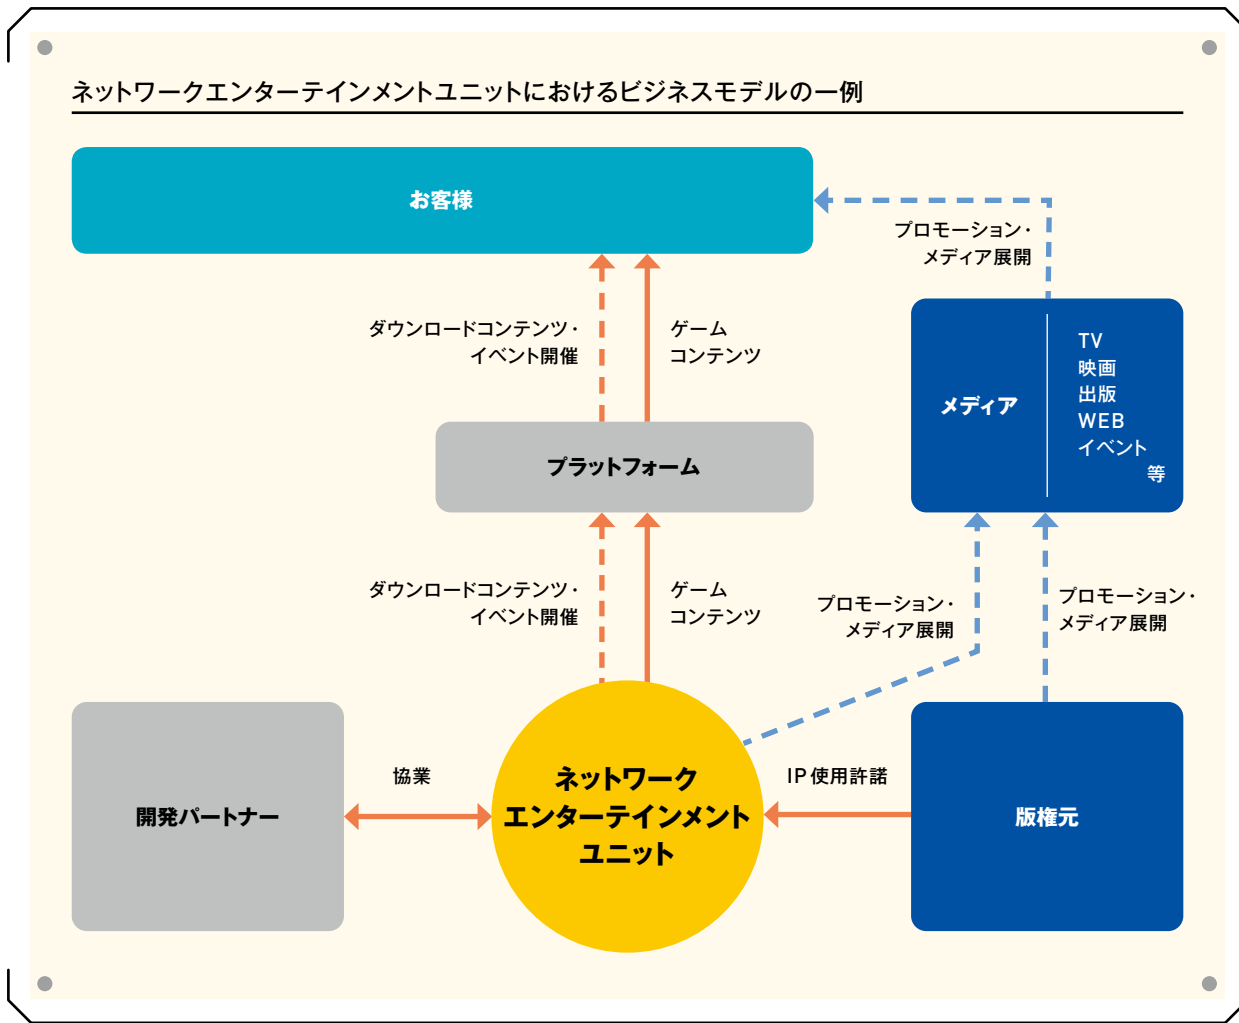 ネットワークエンターテインメントユニットにおけるビジネスモデルの一例
お客様
プロモーション・
メディア展開
ダウンロードコンテンツ・
イベント開催
ゲーム
コンテンツ
メディア
TV
映画
出版
WEB
イベント
等
プラットフォーム
ダウンロードコンテンツ・
イベント開催
ゲーム
コンテンツ
プロモーション・
メディア展開
プロモーション・
メディア展開
開発パートナー
協業
ネットワーク
エンターテインメント
ユニット
IP使用許諾
版権元